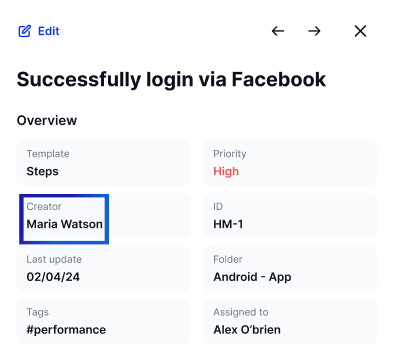 Edit
Successfully login via Facebook
Overview
Template
Steps
Priority
High
Creator
Maria Watson
ID
HM-1
Last update
02/04/24
Folder
Android - App
Tags
#performance
Assigned to
Alex O’brien